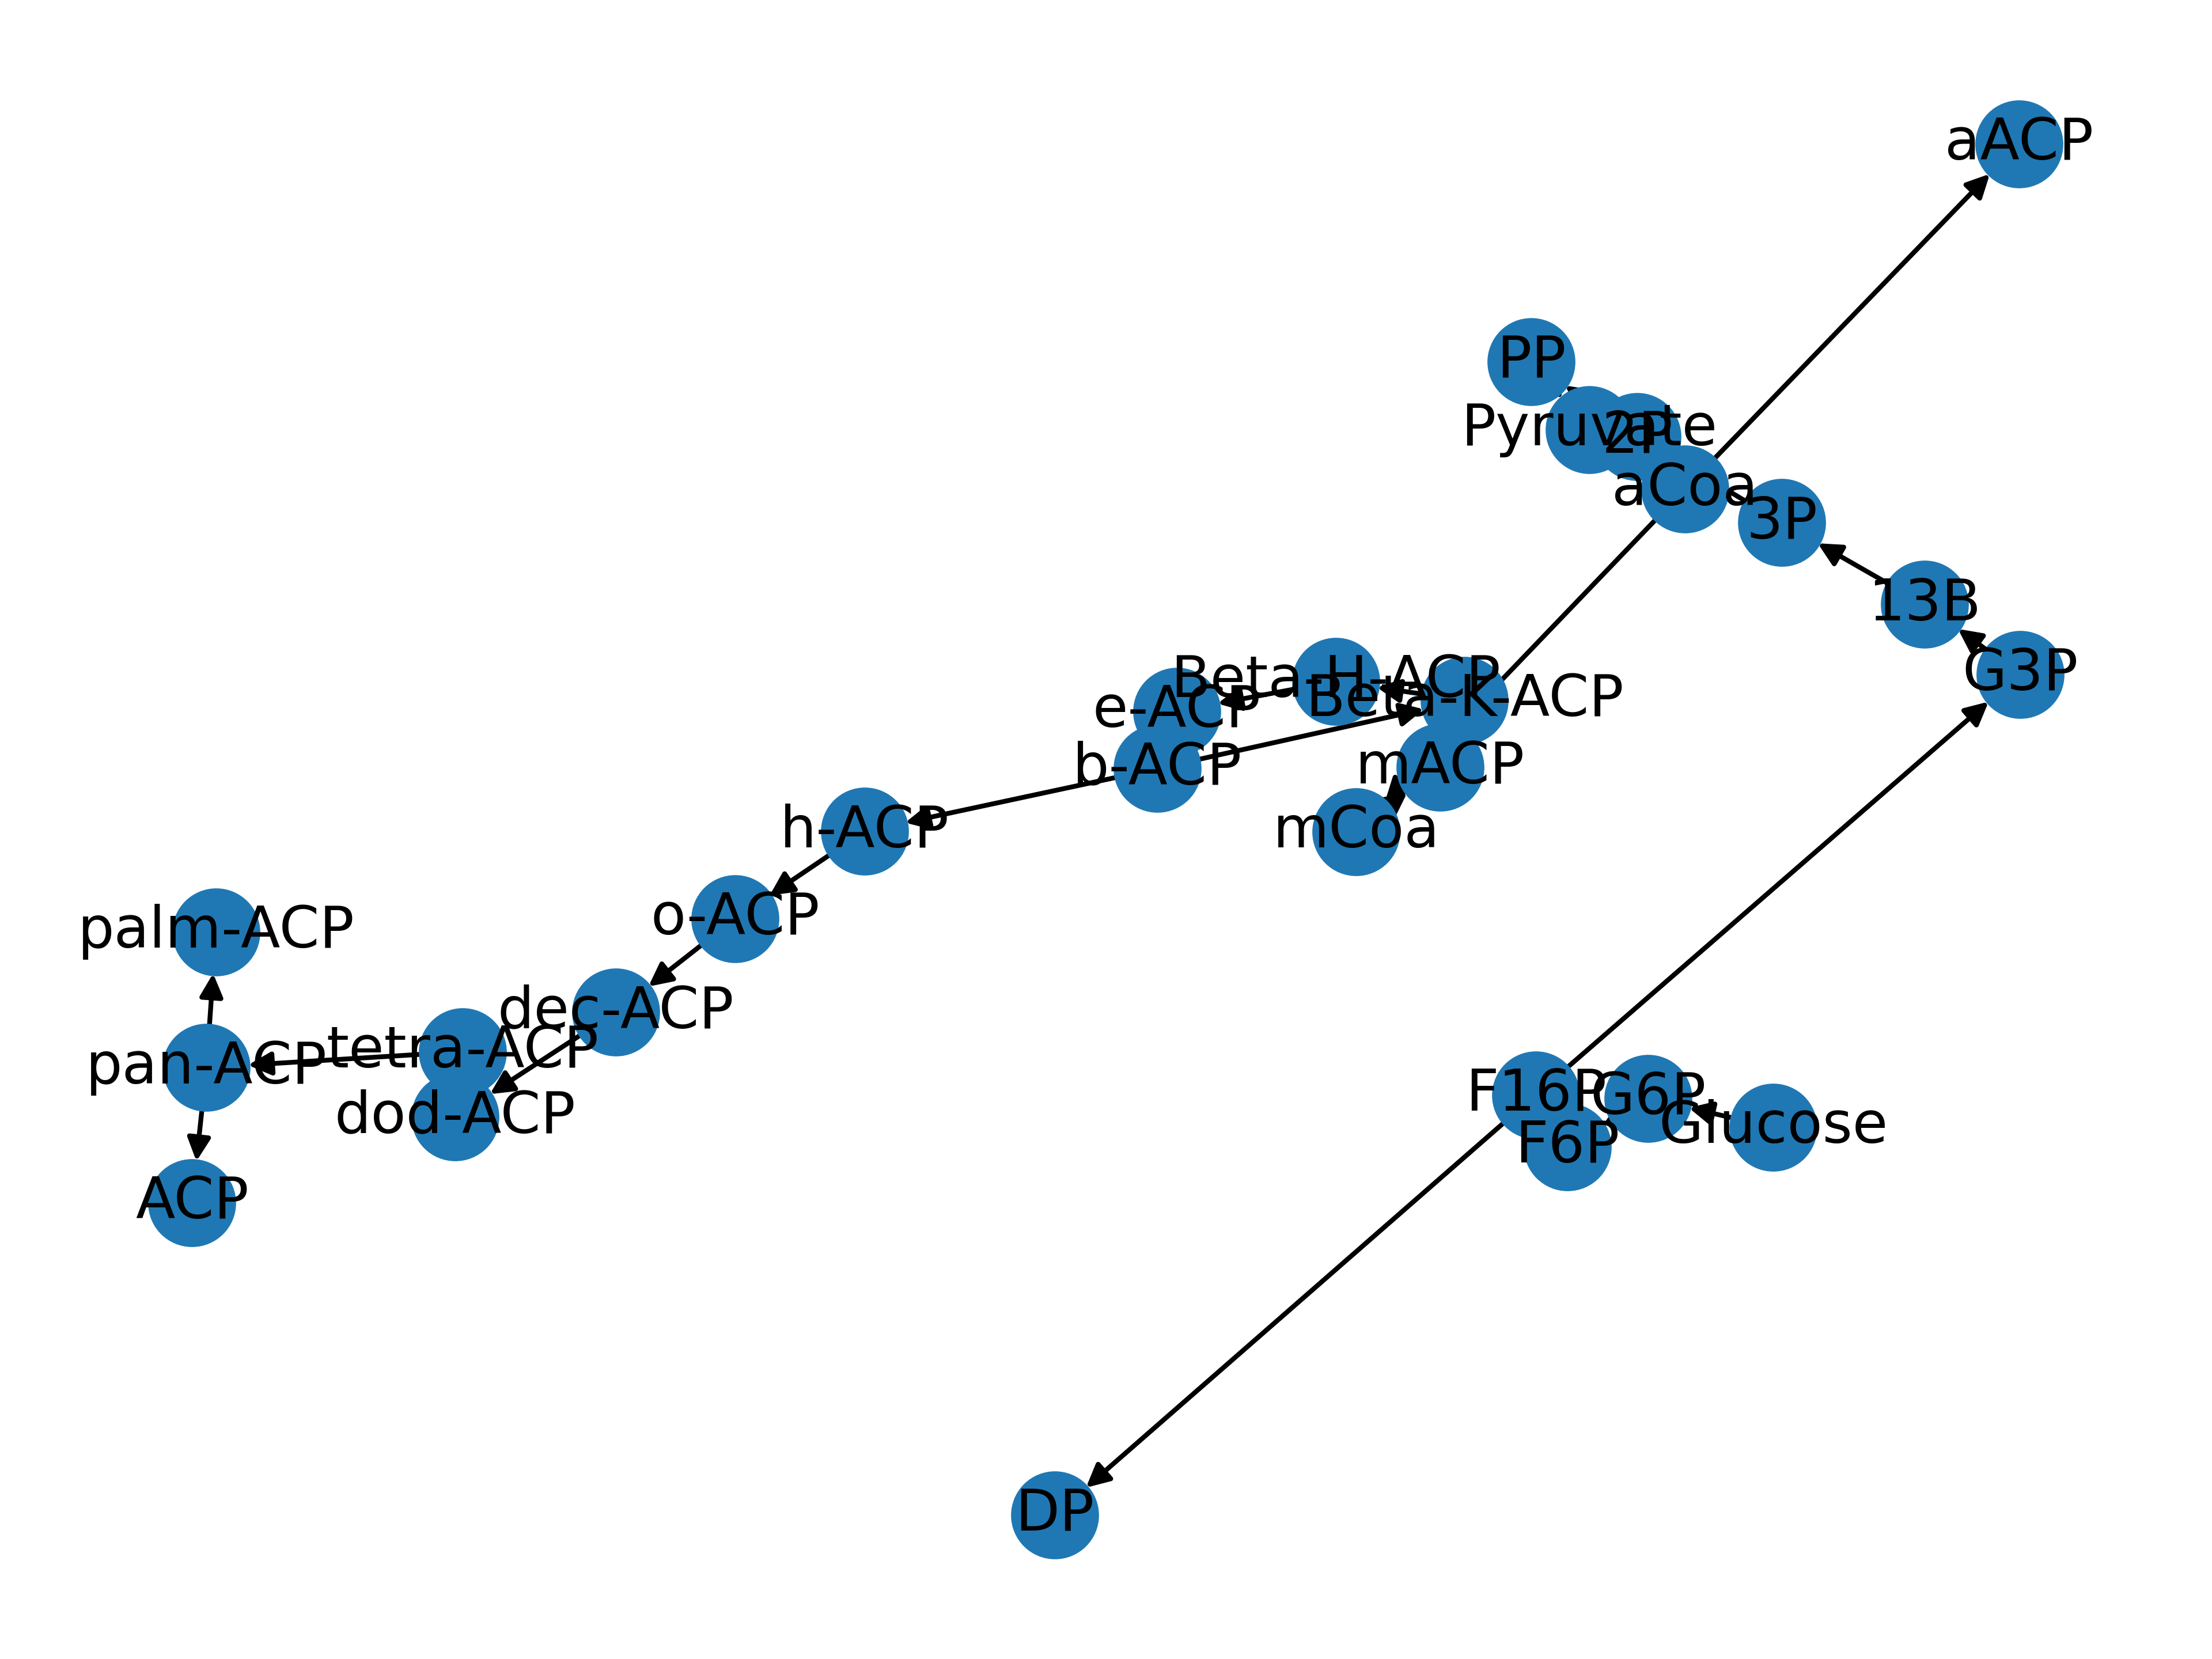 aACP
PP
Pyruvate
2P
aCoa
3P
13B
G3P
Beta-H-ACP
Beta-K-ACP
e-ACP
b-ACP
mACP
mCoa
h-ACP
o-ACP
palm-ACP
dec-ACP
tetra-ACP
pan-ACP
dod-ACP
F16P
G6P
Glucose
F6P
ACP
DP